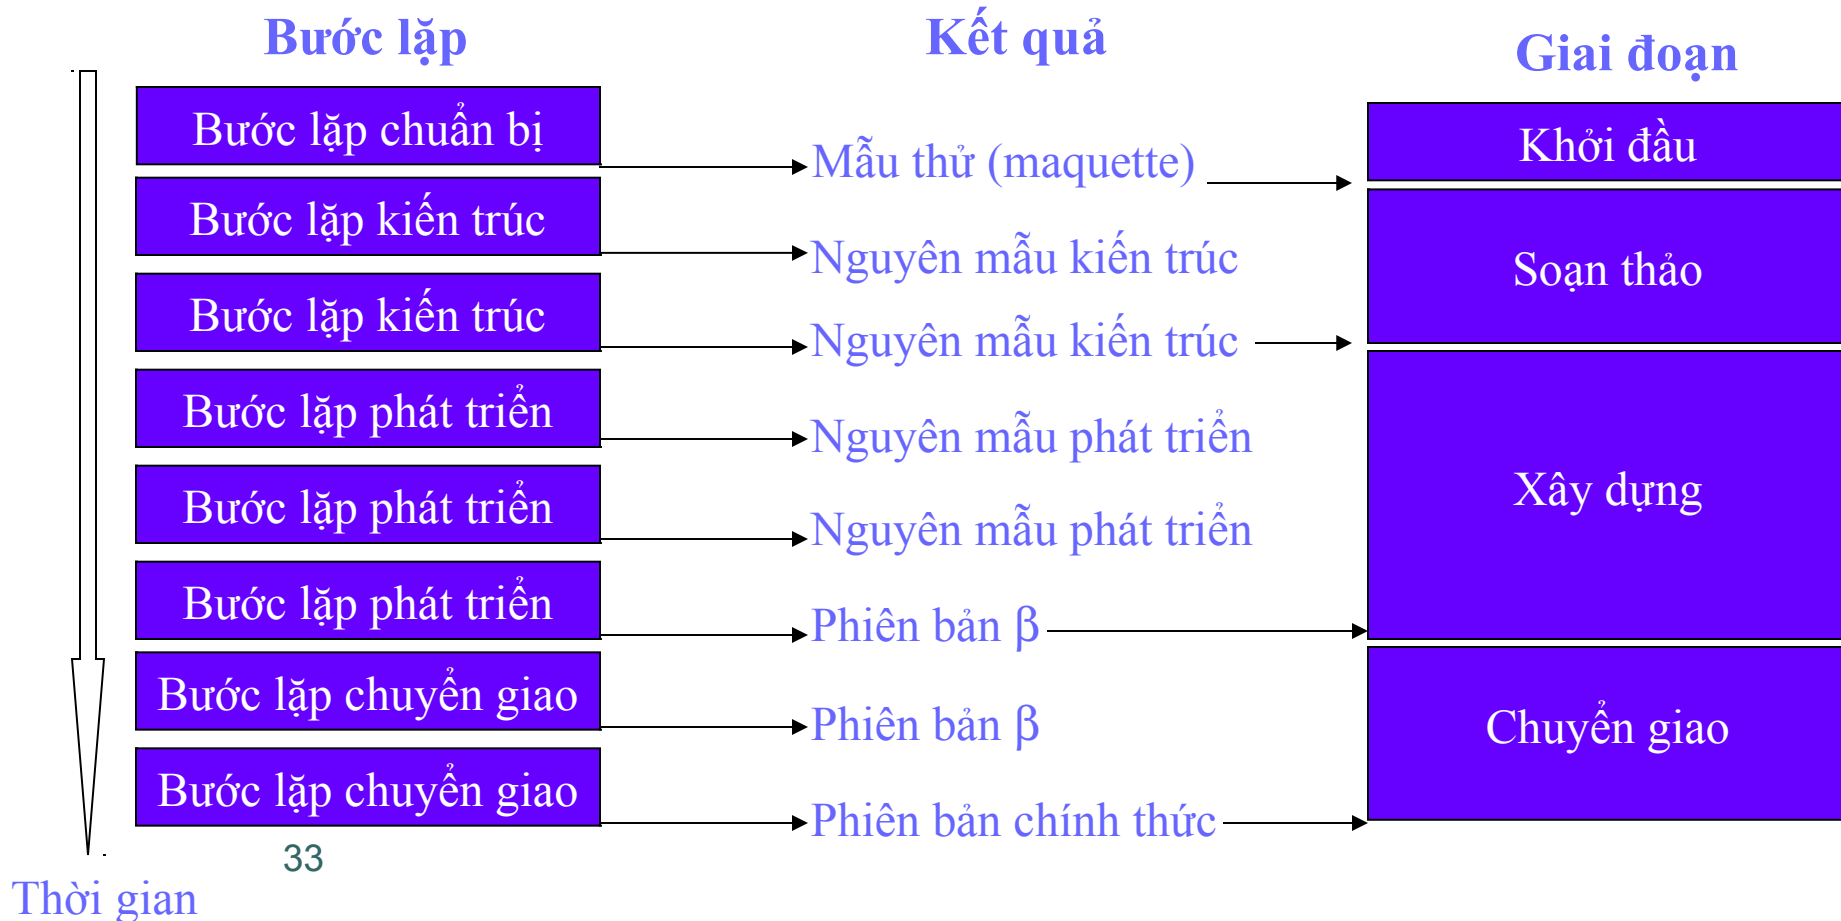 Bước lặp
Kết quả
Giai đoạn
Bước lặp chuẩn bị
Mẫu thử (maquette)
Khởi đầu
Bước lặp kiến trúc
Nguyên mẫu kiến trúc
Soạn thảo
Bước lặp kiến trúc
Nguyên mẫu kiến trúc
Bước lặp phát triển
Nguyên mẫu phát triển
Xây dựng
Bước lặp phát triển
Nguyên mẫu phát triển
Bước lặp phát triển
Phiên bản β
Bước lặp chuyển giao
Phiên bản β
Chuyển giao
Bước lặp chuyển giao
Phiên bản chính thức
33
Thời gian